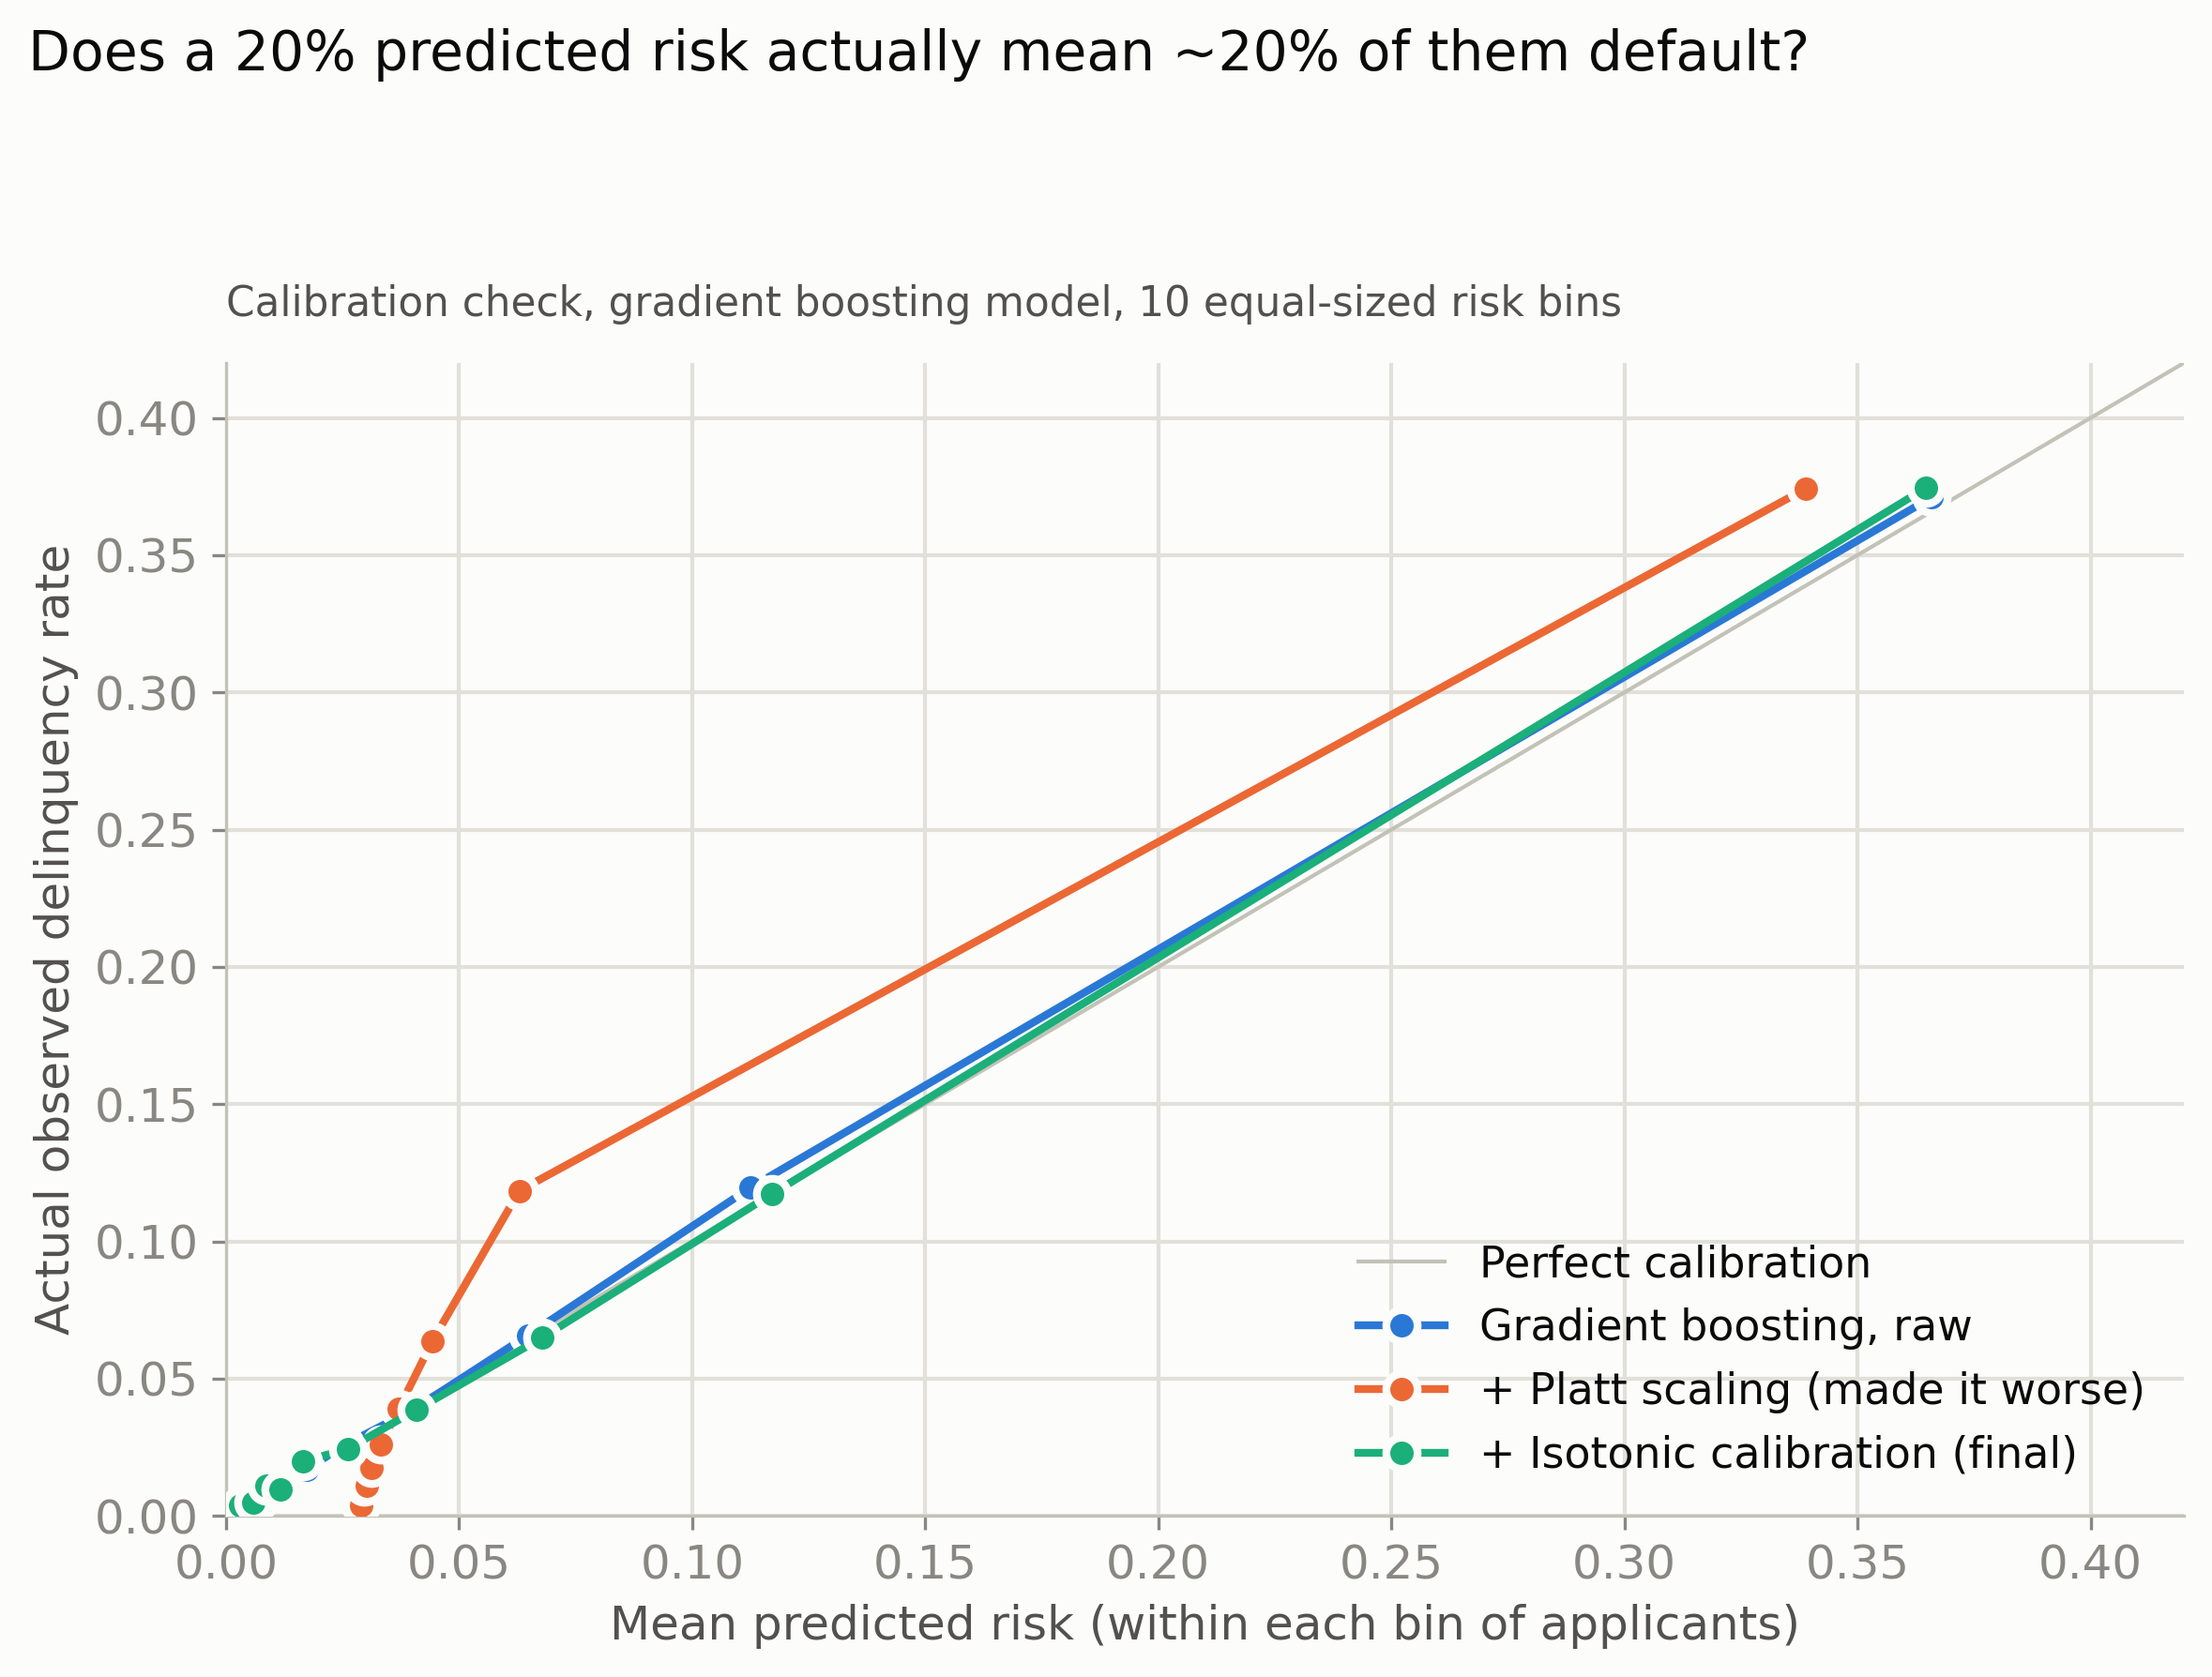 Does a 20% predicted risk actually mean ~20% of them default?
Calibration check, gradient boosting model, 10 equal-sized risk bins
Actual observed delinquency rate
0.40
0.35
0.30
0.25
0.20
0.15
0.10
0.05
0.00
Perfect calibration
Gradient boosting, raw
+ Platt scaling (made it worse)
+ Isotonic calibration (final)
0.00 0.05 0.10 0.15 0.20 0.25 0.30 0.35 0.40
Mean predicted risk (within each bin of applicants)